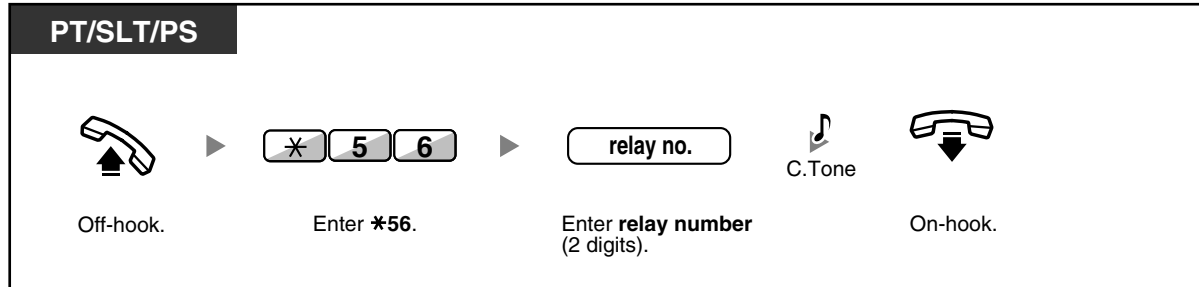 PT/SLT/PS
* 5 6
relay no.
C.Tone
Off-hook.
Enter *56.
Enter relay number
(2 digits).
On-hook.